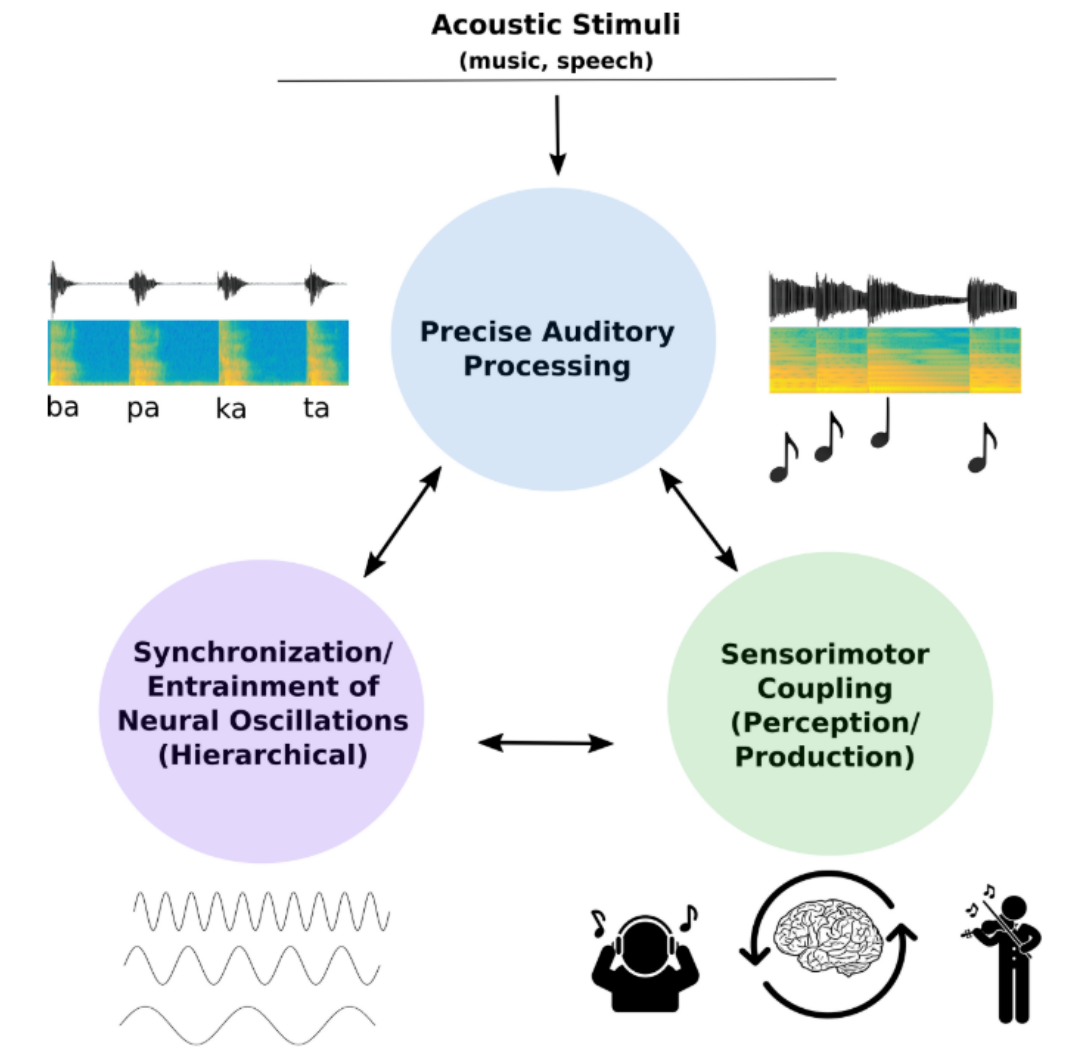 Acoustic Stimuli
(music, speech)
Precise Auditory
Processing
ba pa ka ta
Synchronization/
Entrainment of
Neural Oscillations
(Hierarchical)
Sensorimotor
Coupling
(Perception/
Production)